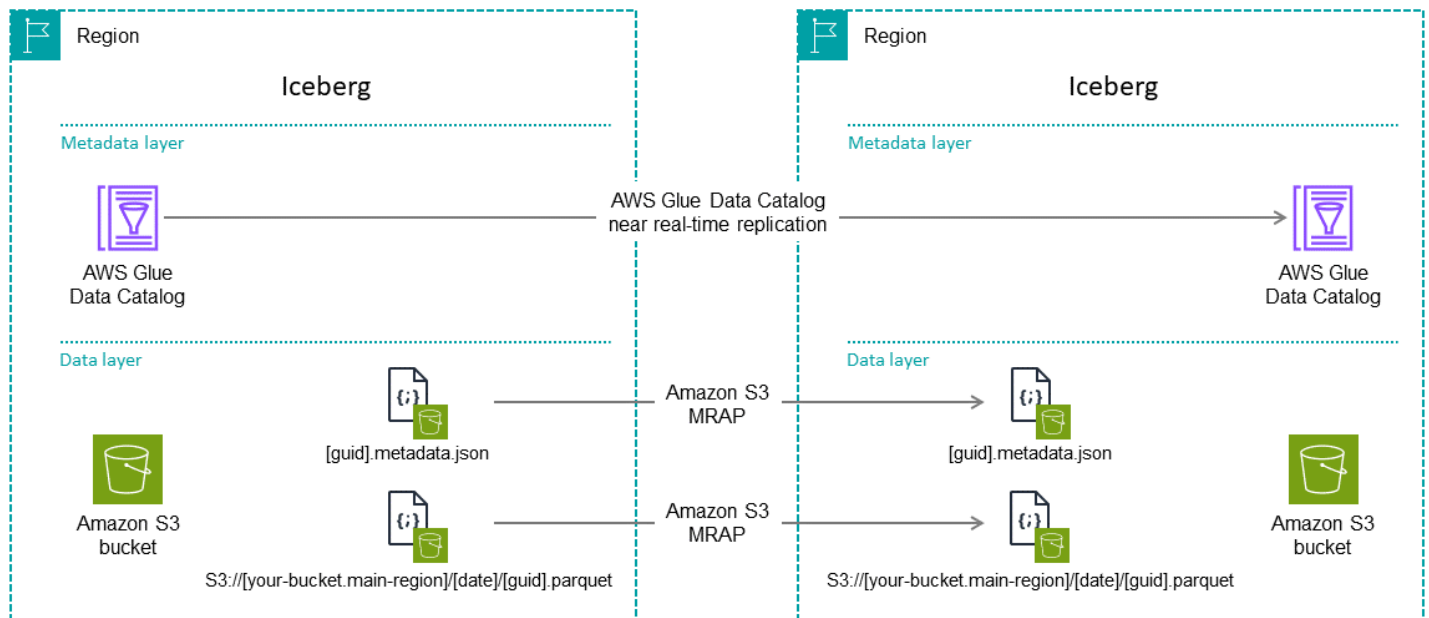 Region
Iceberg
Metadata layer
AWS Glue
Data Catalog
Data layer
[guid].metadata.json
Amazon S3
bucket
S3://[your-bucket.main-region]/[date]/[guid].parquet
AWS Glue Data Catalog
near real-time replication
Amazon S3
MRAP
Amazon S3
MRAP
Region
Iceberg
Metadata layer
AWS Glue
Data Catalog
Data layer
[guid].metadata.json
Amazon S3
bucket
S3://[your-bucket.main-region]/[date]/[guid].parquet